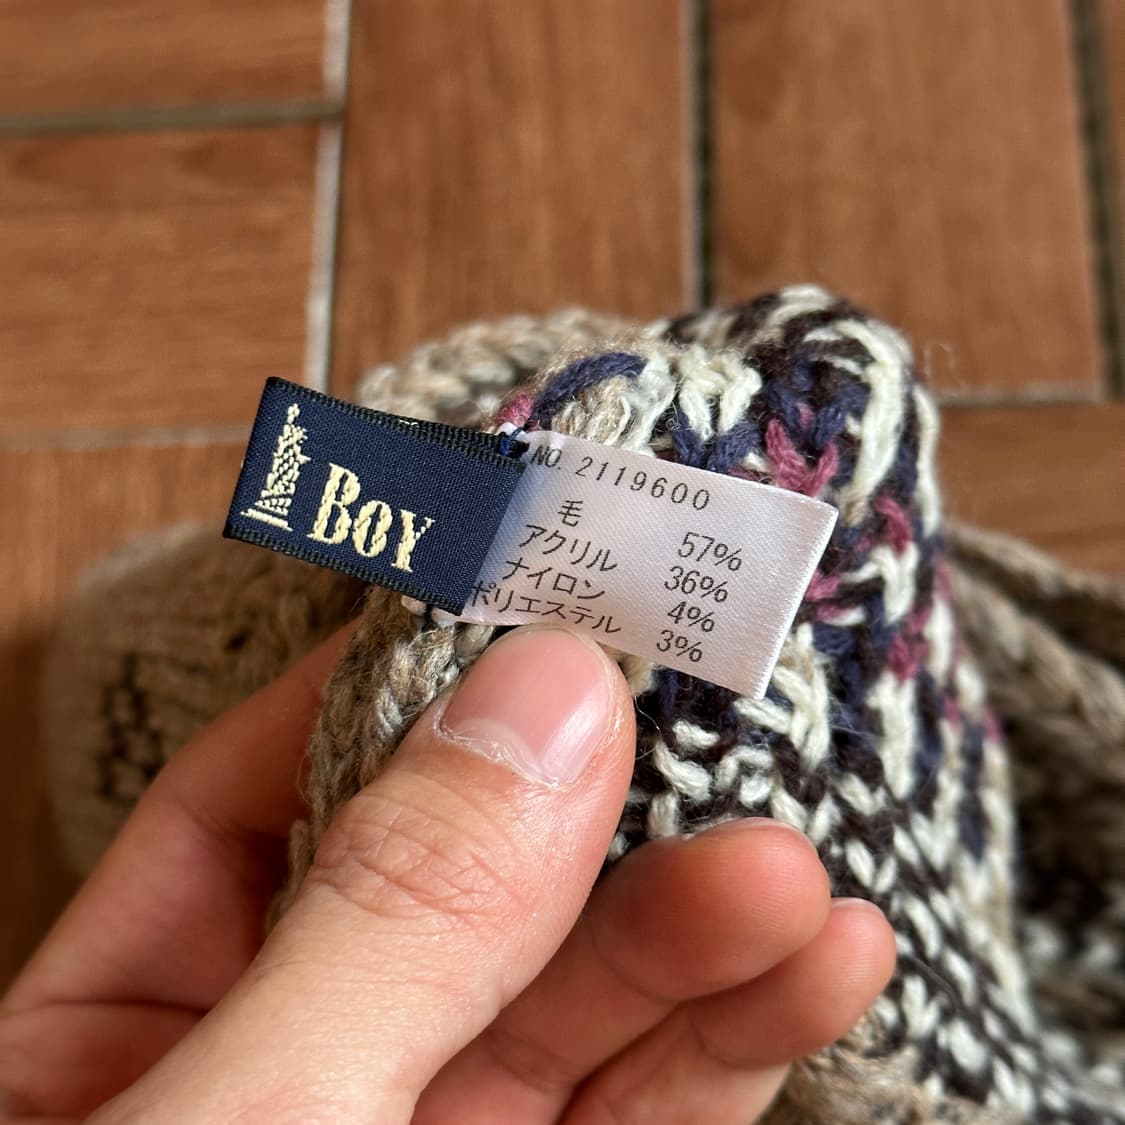 BOY
NO. 2119600
毛 57%
アクリル 36%
ナイロン 4%
ポリエステル 3%